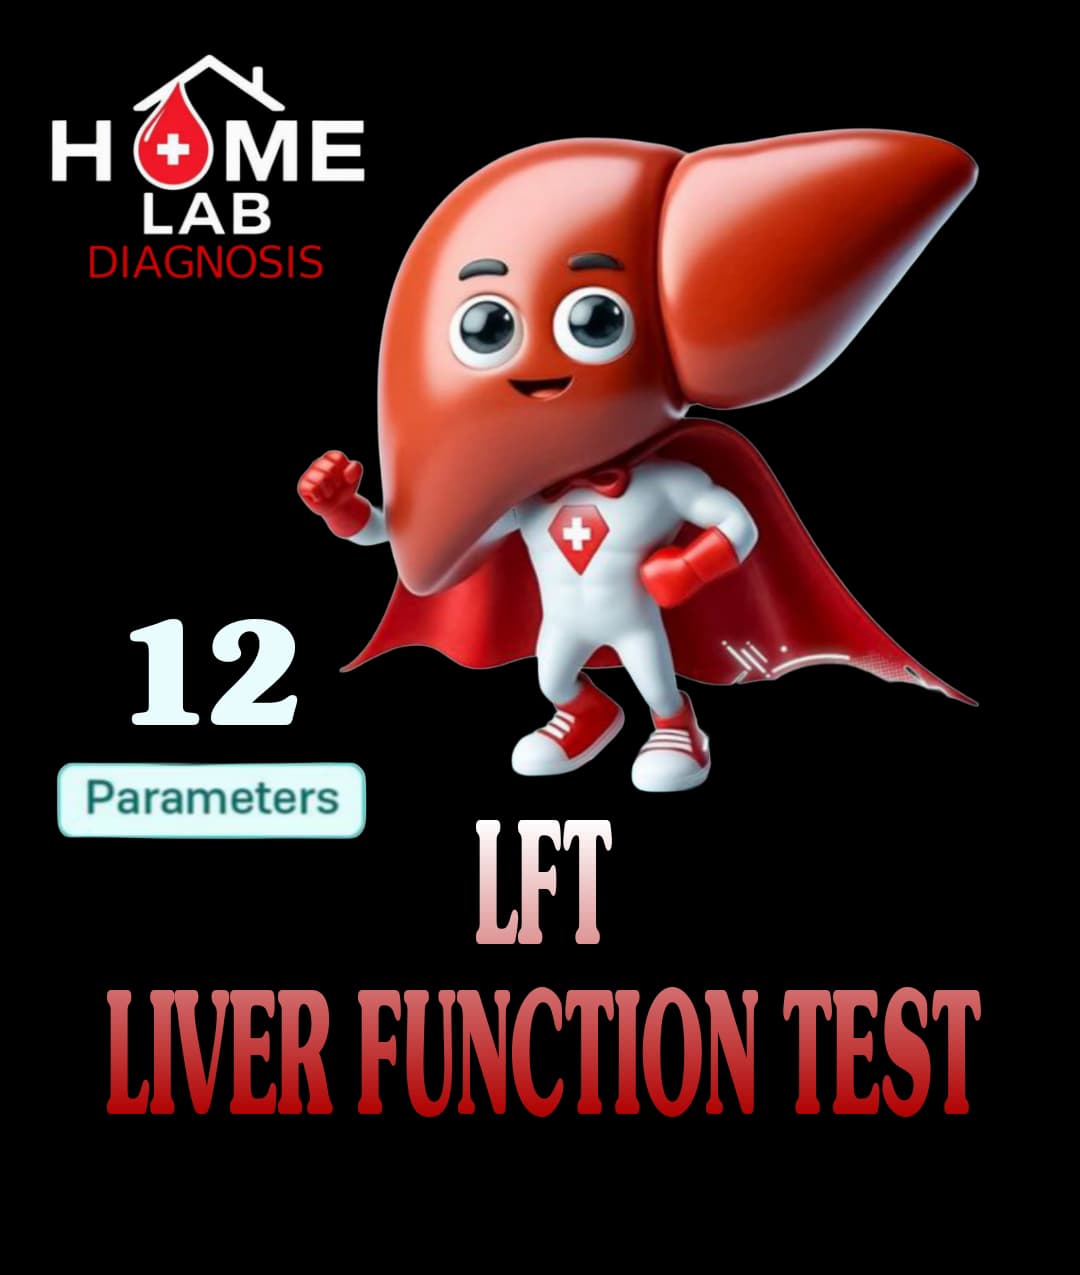 HOME
LAB
DIAGNOSIS
12
Parameters
LFT
LIVER FUNCTION TEST